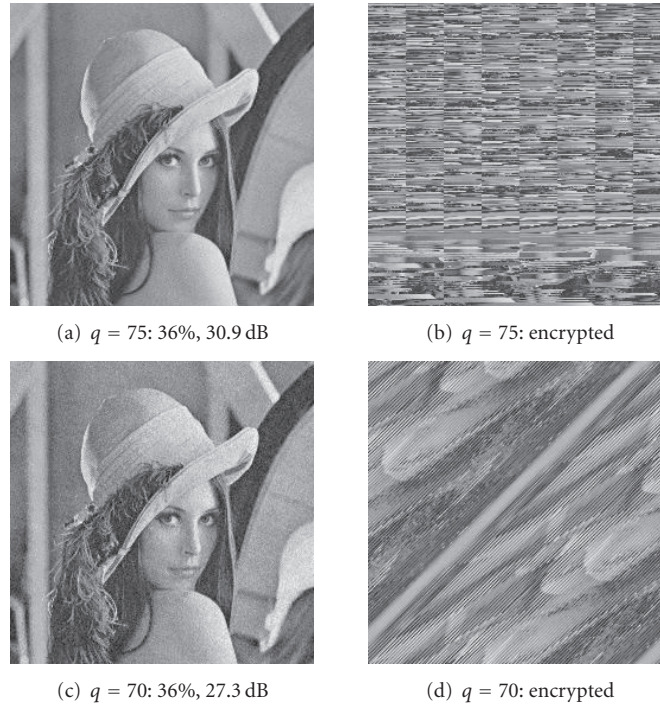 (a) q = 75: 36%, 30.9 dB
(b) q = 75: encrypted
(c) q = 70: 36%, 27.3 dB
(d) q = 70: encrypted